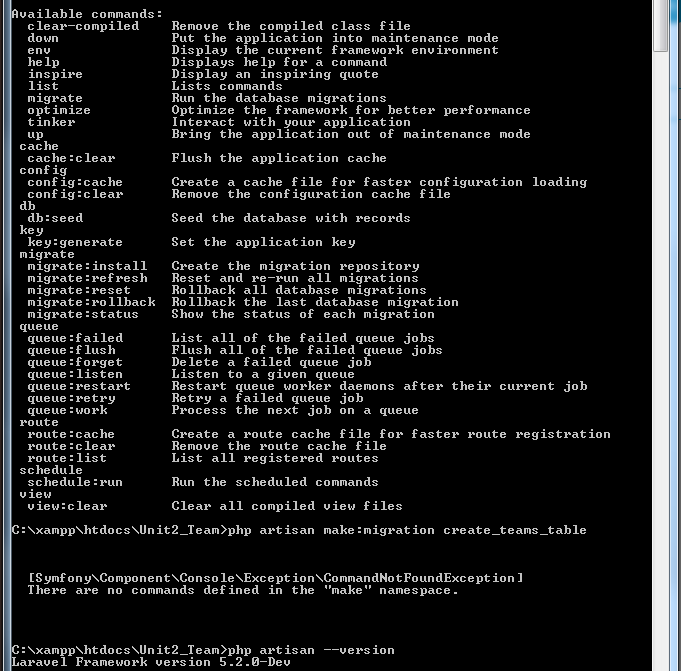 Available commands:
  clear-compiled    Remove the compiled class file
  down              Put the application into maintenance mode
  env               Display the current framework environment
  help              Displays help for a command
  inspire           Display an inspiring quote
  list              Lists commands
  migrate           Run the database migrations
  optimize          Optimize the framework for better performance
  tinker            Interact with your application
  up                Bring the application out of maintenance mode
 cache
  cache:clear       Flush the application cache
 config
  config:cache      Create a cache file for faster configuration loading
  config:clear      Remove the configuration cache file
 db
  db:seed           Seed the database with records
 key
  key:generate      Set the application key
 migrate
  migrate:install   Create the migration repository
  migrate:refresh   Reset and re-run all migrations
  migrate:reset     Rollback all database migrations
  migrate:rollback  Rollback the last database migration
  migrate:status    Show the status of each migration
 queue
  queue:failed      List all of the failed queue jobs
  queue:flush       Flush all of the failed queue jobs
  queue:forget      Delete a failed queue job
  queue:listen      Listen to a given queue
  queue:restart     Restart queue worker daemons after their current job
  queue:retry       Retry a failed queue job
  queue:work        Process the next job on a queue
 route
  route:cache       Create a route cache file for faster route registration
  route:clear       Remove the route cache file
  route:list        List all registered routes
 schedule
  schedule:run      Run the scheduled commands
 view
  view:clear        Clear all compiled view files
C:\xampp\htdocs\Unit2_Team>php artisan make:migration create_teams_table
  [Symfony\Component\Console\Exception\CommandNotFoundException]
  There are no commands defined in the "make" namespace.
C:\xampp\htdocs\Unit2_Team>php artisan --version
Laravel Framework version 5.2.0-Dev